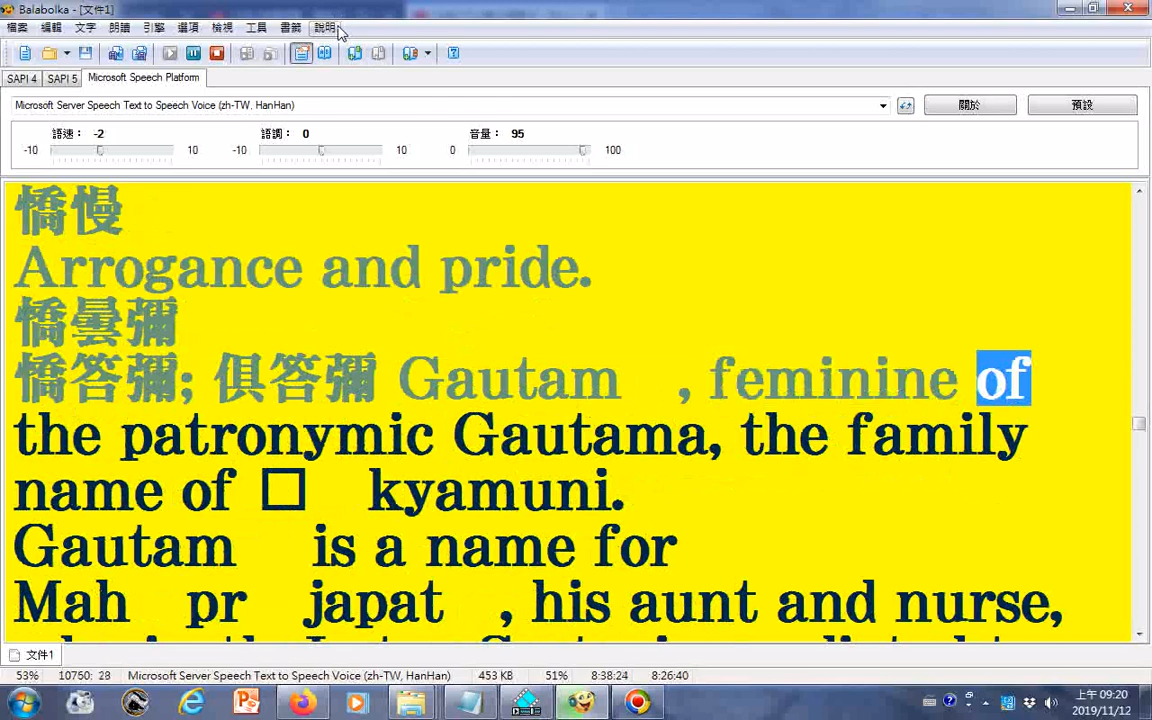 Balabolka - [文件1]
檔案 編輯 文字 朗讀 引擎 選項 檢視 工具 書籤 說明
SAPI 4 SAPI 5 Microsoft Speech Platform
Microsoft Server Speech Text to Speech Voice (zh-TW, HanHan) 關於 預設
語速： -2 語調： 0 音量： 95
-10 10 -10 10 0 100
憍慢
Arrogance and pride.
憍曇彌
憍答彌; 俱答彌 Gautam , feminine of
the patronymic Gautama, the family
name of □ kyamuni.
Gautam is a name for
Mah pr japat , his aunt and nurse,
文件1
53% 10760: 28 Microsoft Server Speech Text to Speech Voice (zh-TW, HanHan) 453 KB 51% 8:38:24 8:26:40
上午 09:20
2019/11/12